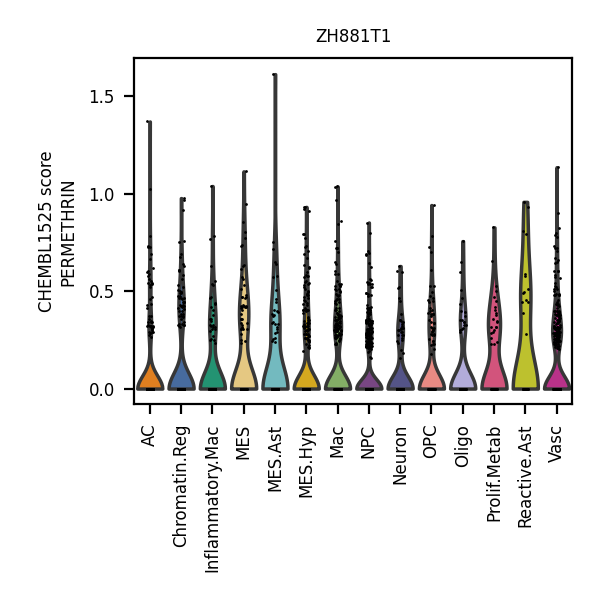 ZH881T1
CHEMBL1525 score
PERMETHRIN
1.5
1.0
0.5
0.0
AC
Chromatin.Reg
Inflammatory.Mac
MES
MES.Ast
MES.Hyp
Mac
NPC
Neuron
OPC
Oligo
Prolif.Metab
Reactive.Ast
Vasc